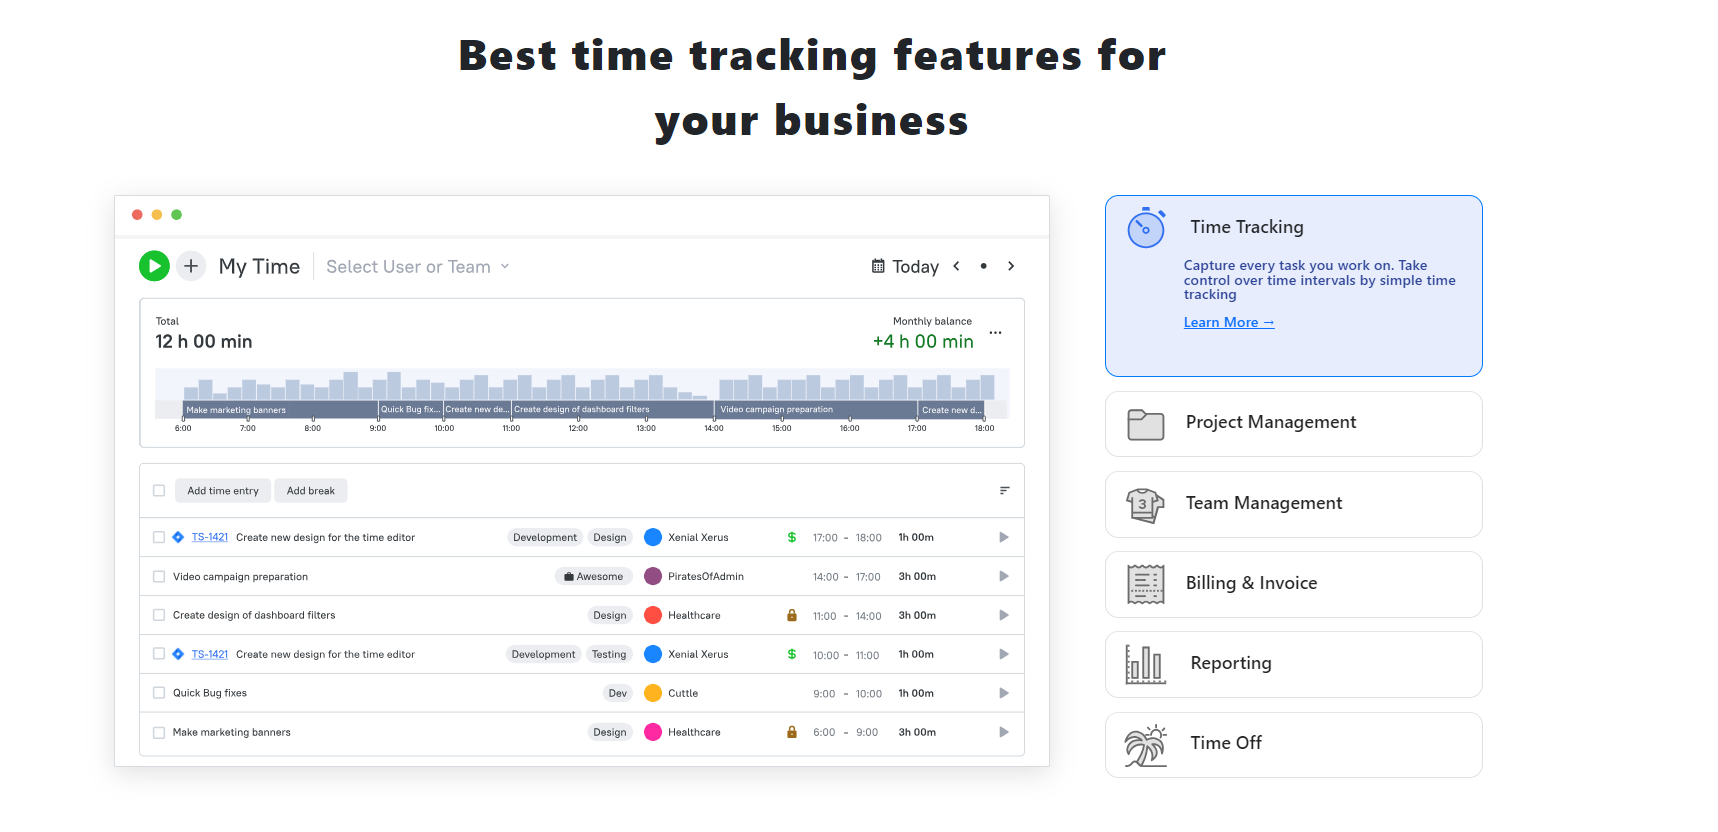 Best time tracking features for
your business
My Time
Select User or Team
Today
Total
12 h 00 min
Monthly balance
+4 h 00 min
...
Make marketing banners
Quick Bug fix...
Create new de...
Create design of dashboard filters
Video campaign preparation
Create new d...
6:00 7:00 8:00 9:00 10:00 11:00 12:00 13:00 14:00 15:00 16:00 17:00 18:00
Add time entry Add break
TS-1421 Create new design for the time editor Development Design Xenial Xerus $ 17:00 - 18:00 1h 00m
Video campaign preparation Awesome PiratesOfAdmin 14:00 - 17:00 3h 00m
Create design of dashboard filters Design Healthcare 11:00 - 14:00 3h 00m
TS-1421 Create new design for the time editor Development Testing Xenial Xerus $ 10:00 - 11:00 1h 00m
Quick Bug fixes Dev Cuttle 9:00 - 10:00 1h 00m
Make marketing banners Design Healthcare 6:00 - 9:00 3h 00m
Time Tracking
Capture every task you work on. Take
control over time intervals by simple time
tracking
Learn More →
Project Management
3
Team Management
Billing & Invoice
Reporting
Time Off